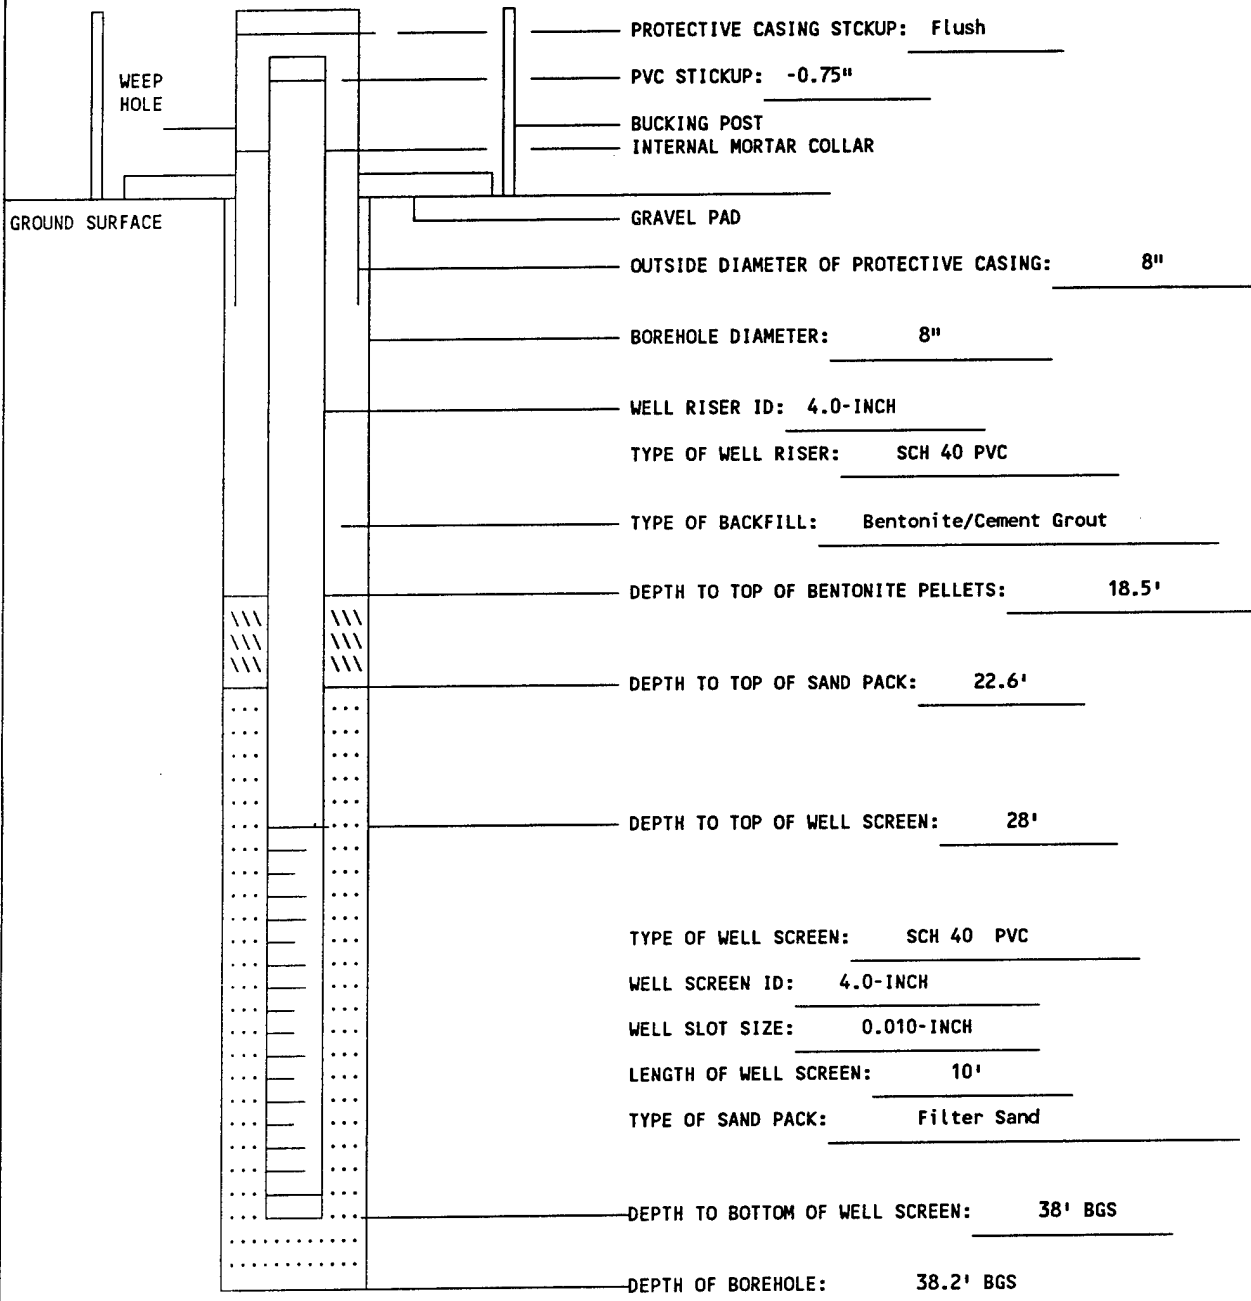 PROTECTIVE CASING STCKUP: Flush
WEEP
HOLE
PVC STICKUP: -0.75"
BUCKING POST
INTERNAL MORTAR COLLAR
GROUND SURFACE
GRAVEL PAD
OUTSIDE DIAMETER OF PROTECTIVE CASING: 8"
BOREHOLE DIAMETER: 8"
WELL RISER ID: 4.0-INCH
TYPE OF WELL RISER: SCH 40 PVC
TYPE OF BACKFILL: Bentonite/Cement Grout
DEPTH TO TOP OF BENTONITE PELLETS: 18.5'
DEPTH TO TOP OF SAND PACK: 22.6'
DEPTH TO TOP OF WELL SCREEN: 28'
TYPE OF WELL SCREEN: SCH 40 PVC
WELL SCREEN ID: 4.0-INCH
WELL SLOT SIZE: 0.010-INCH
LENGTH OF WELL SCREEN: 10'
TYPE OF SAND PACK: Filter Sand
DEPTH TO BOTTOM OF WELL SCREEN: 38' BGS
DEPTH OF BOREHOLE: 38.2' BGS